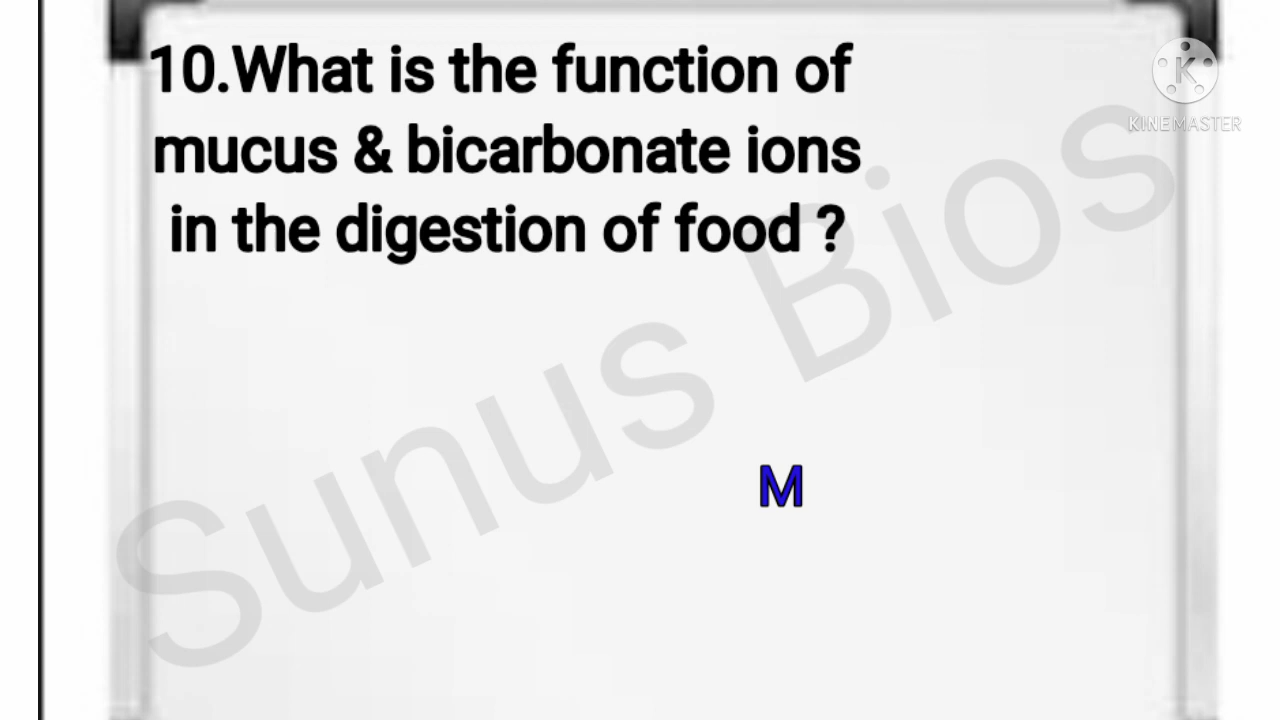 10.What is the function of
mucus & bicarbonate ions
in the digestion of food ?
K
KINEMASTER
Sunus Bios
M